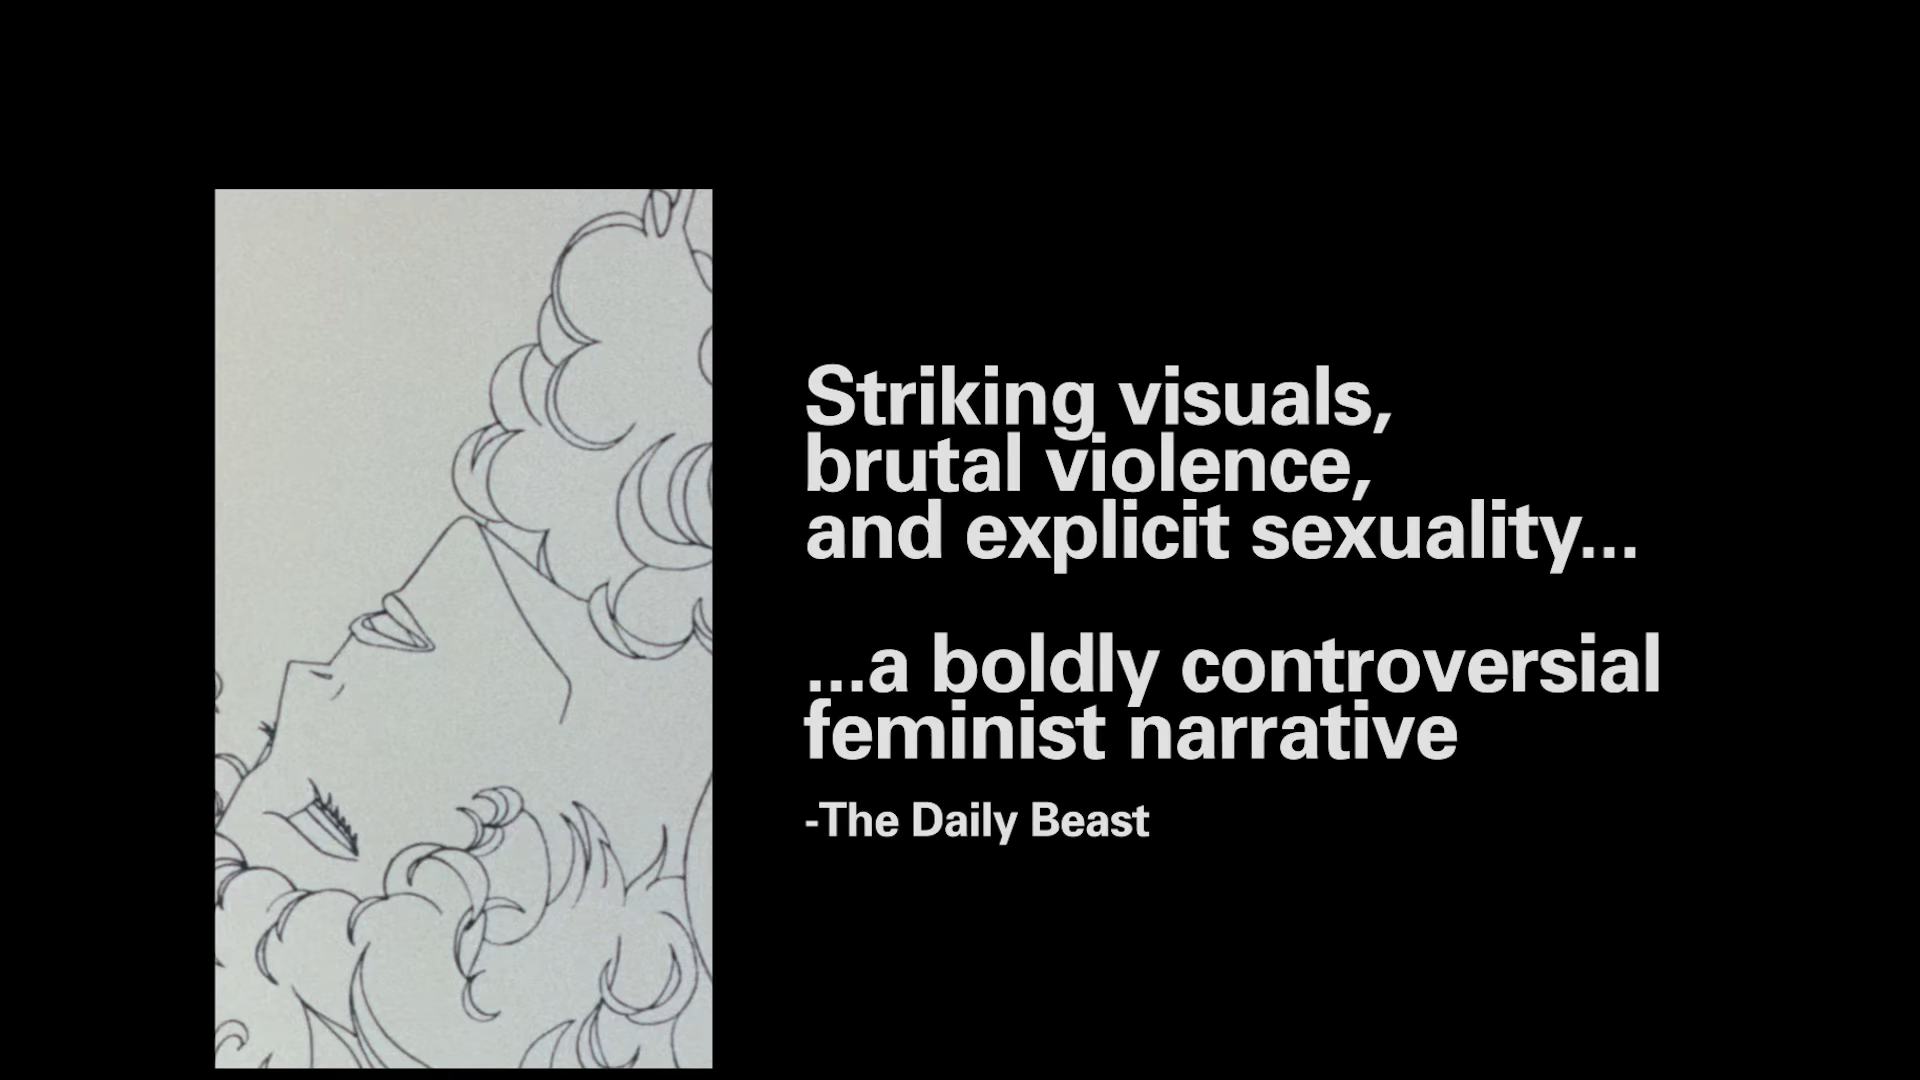 Striking visuals,
brutal violence,
and explicit sexuality...
...a boldly controversial
feminist narrative
-The Daily Beast